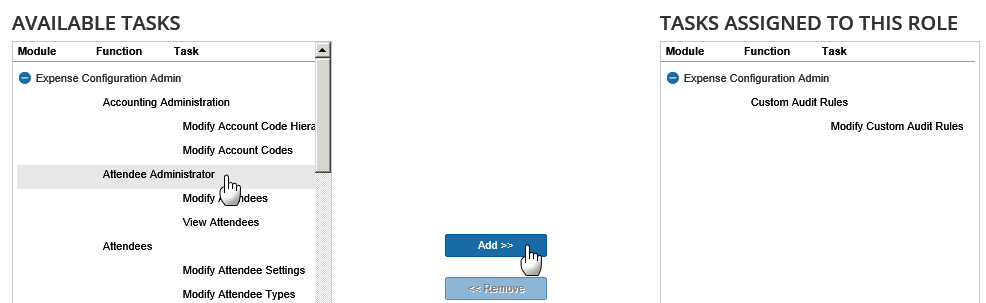 AVAILABLE TASKS
Module Function Task
Expense Configuration Admin
Accounting Administration
Modify Account Code Hiera
Modify Account Codes
Attendee Administrator
Modify
View Attendees
Attendees
Modify Attendee Settings
Modify Attendee Types
Add >>
<< Remove
TASKS ASSIGNED TO THIS ROLE
Module Function Task
Expense Configuration Admin
Custom Audit Rules
Modify Custom Audit Rules